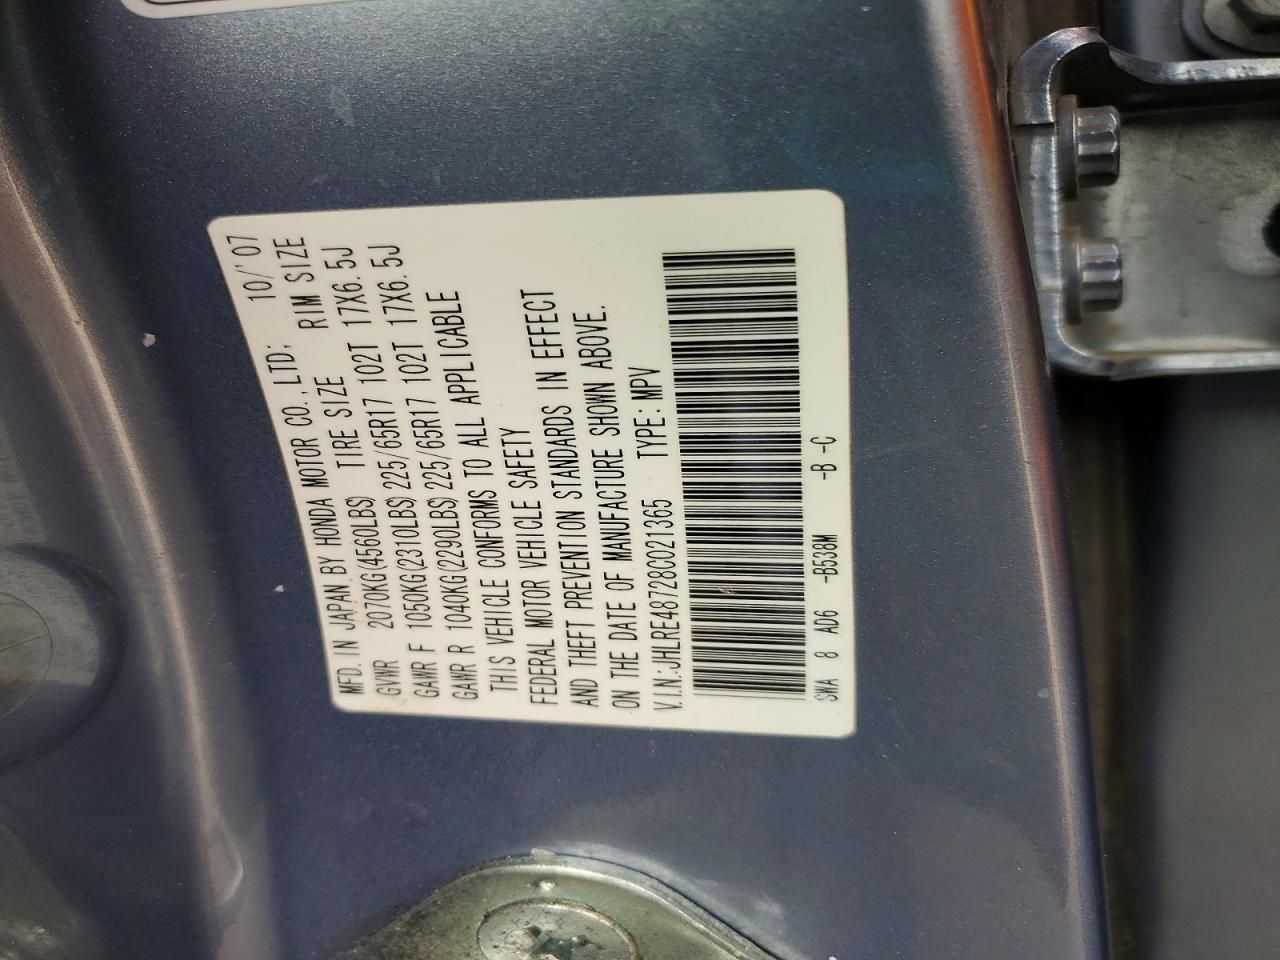 MFD. IN JAPAN BY HONDA MOTOR CO., LTD; 10/'07
GVWR 2070KG(4560LBS) TIRE SIZE RIM SIZE
GAWR F 1050KG(2310LBS) 225/65R17 102T 17X6.5J
GAWR R 1040KG(2290LBS) 225/65R17 102T 17X6.5J
THIS VEHICLE CONFORMS TO ALL APPLICABLE
FEDERAL MOTOR VEHICLE SAFETY
AND THEFT PREVENTION STANDARDS IN EFFECT
ON THE DATE OF MANUFACTURE SHOWN ABOVE.
V.I.N.:JHLRE48728C021365 TYPE: MPV
SWA 8 AD6 -B538M -B -C